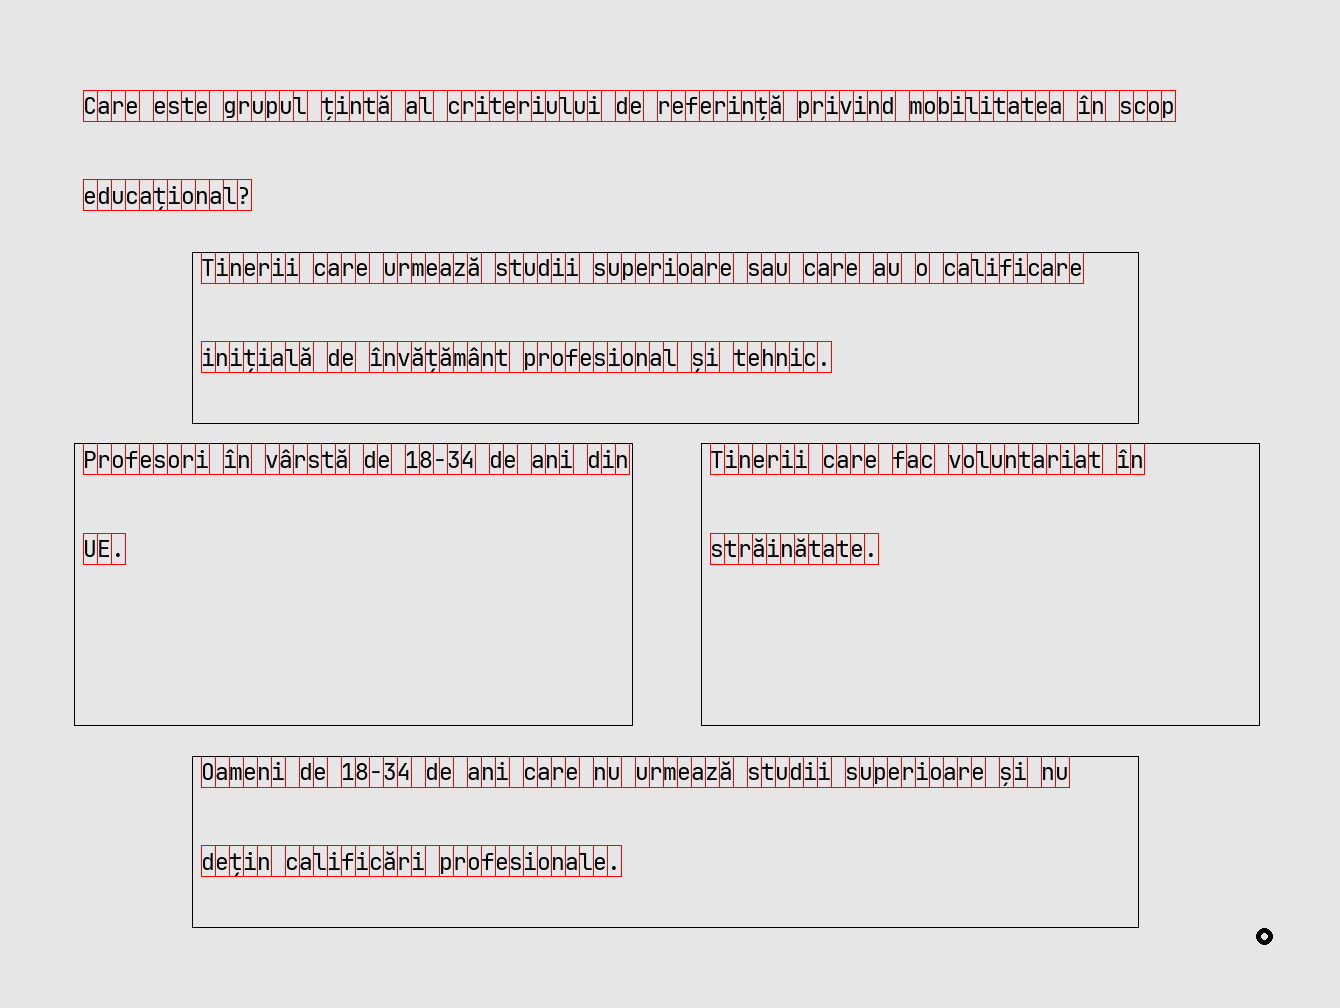 Care este grupul țintă al criteriului de referință privind mobilitatea în scop
educațional?
Tinerii care urmează studii superioare sau care au o calificare
inițială de învățământ profesional și tehnic.
Profesori în vârstă de 18-34 de ani din
UE.
Tinerii care fac voluntariat în
străinătate.
Oameni de 18-34 de ani care nu urmează studii superioare și nu
dețin calificări profesionale.